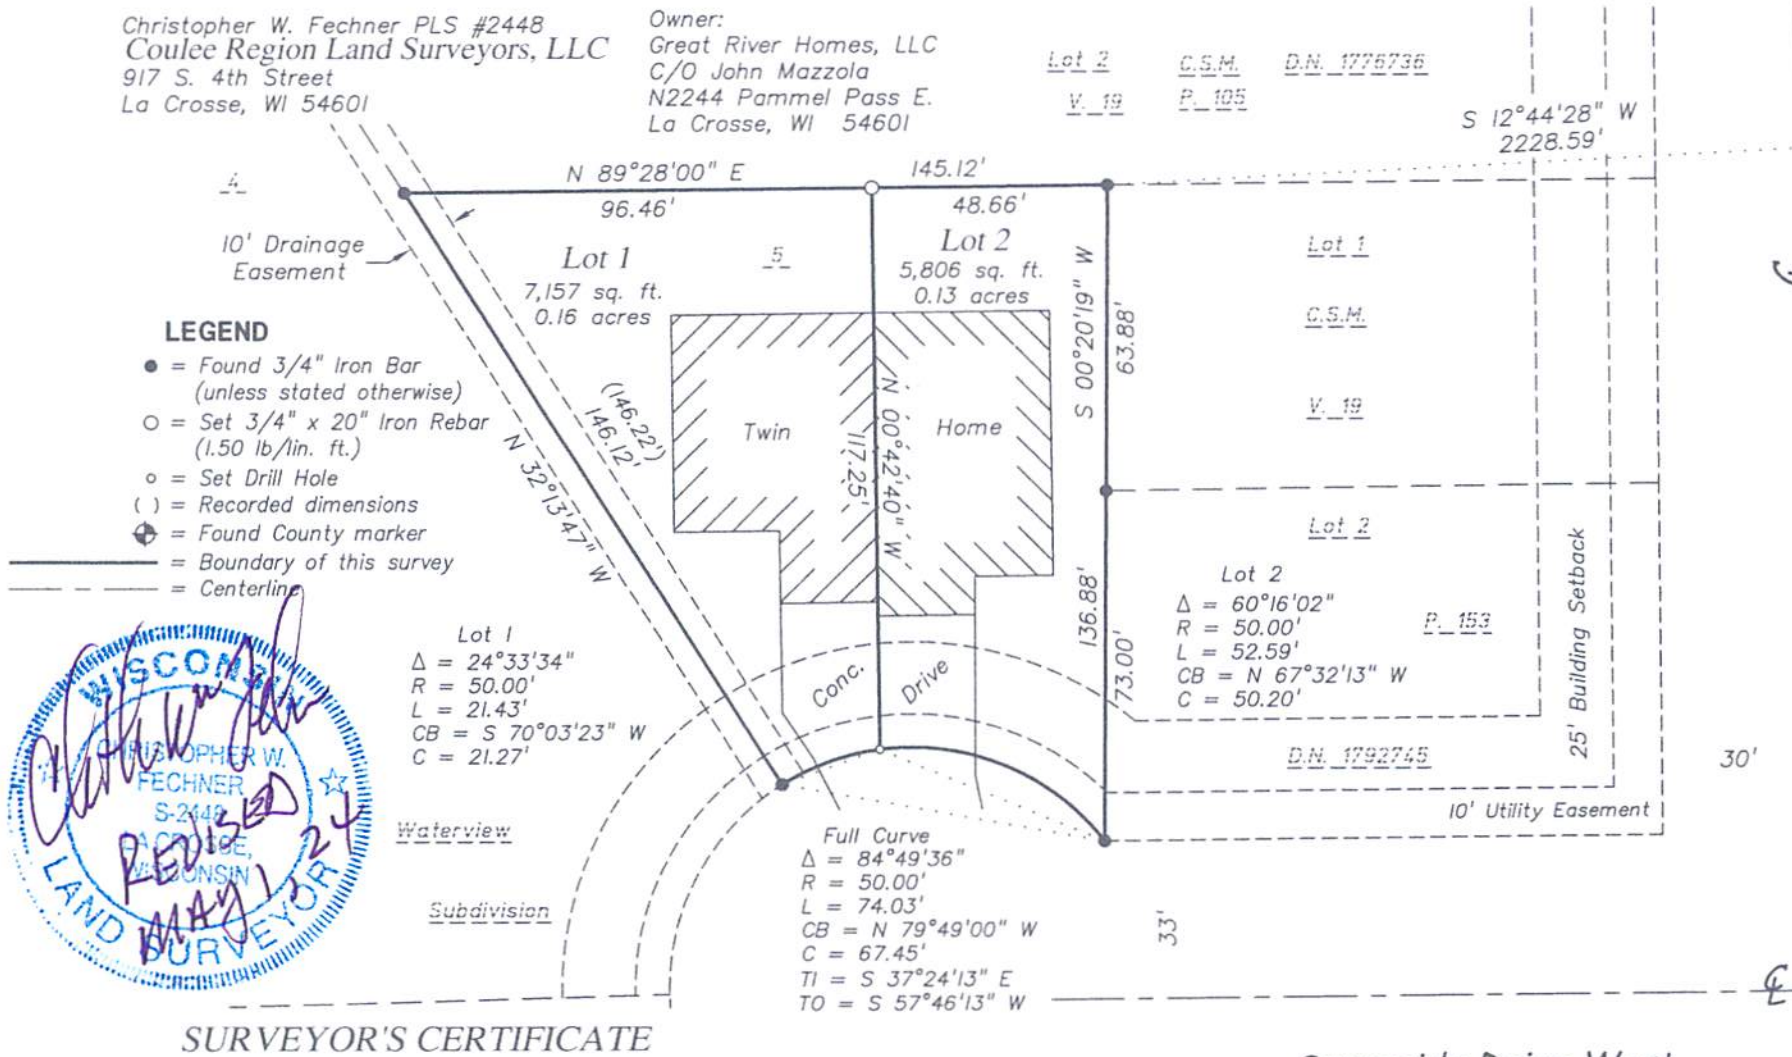 Christopher W. Fechner PLS #2448
Coulee Region Land Surveyors, LLC
917 S. 4th Street
La Crosse, WI 54601
Owner:
Great River Homes, LLC
C/O John Mazzola
N2244 Pammel Pass E.
La Crosse, WI 54601
Lot 2 C.S.M. D.N. 1776736
V. 19 P. 105
S 12°44'28" W
2228.59'
4
N 89°28'00" E
145.12'
96.46'
48.66'
10' Drainage
Easement
Lot 1
7,157 sq. ft.
0.16 acres
5
Lot 2
5,806 sq. ft.
0.13 acres
S 00°20'19" W
63.88'
Lot 1
C.S.M.
V. 19
LEGEND
● = Found 3/4" Iron Bar
(unless stated otherwise)
○ = Set 3/4" x 20" Iron Rebar
(1.50 lb/lin. ft.)
o = Set Drill Hole
( ) = Recorded dimensions
= Found County marker
= Boundary of this survey
= Centerline
(146.22')
146.12'
N 32°13'47" W
Twin
Home
N 00°42'40" W
117.25'
136.88'
73.00'
Lot 2
Lot 2
Δ = 60°16'02"
R = 50.00'
L = 52.59'
CB = N 67°32'13" W
C = 50.20'
P. 153
25' Building Setback
Lot 1
Δ = 24°33'34"
R = 50.00'
L = 21.43'
CB = S 70°03'23" W
C = 21.27'
Conc. Drive
D.N. 1792745
30'
10' Utility Easement
WISCONSIN
CHRISTOPHER W.
FECHNER
S-2448
LA CROSSE,
WISCONSIN
LAND SURVEYOR
REVISED
MAY 1, 24
Waterview
Subdivision
Full Curve
Δ = 84°49'36"
R = 50.00'
L = 74.03'
CB = N 79°49'00" W
C = 67.45'
TI = S 37°24'13" E
TO = S 57°46'13" W
33'
SURVEYOR'S CERTIFICATE